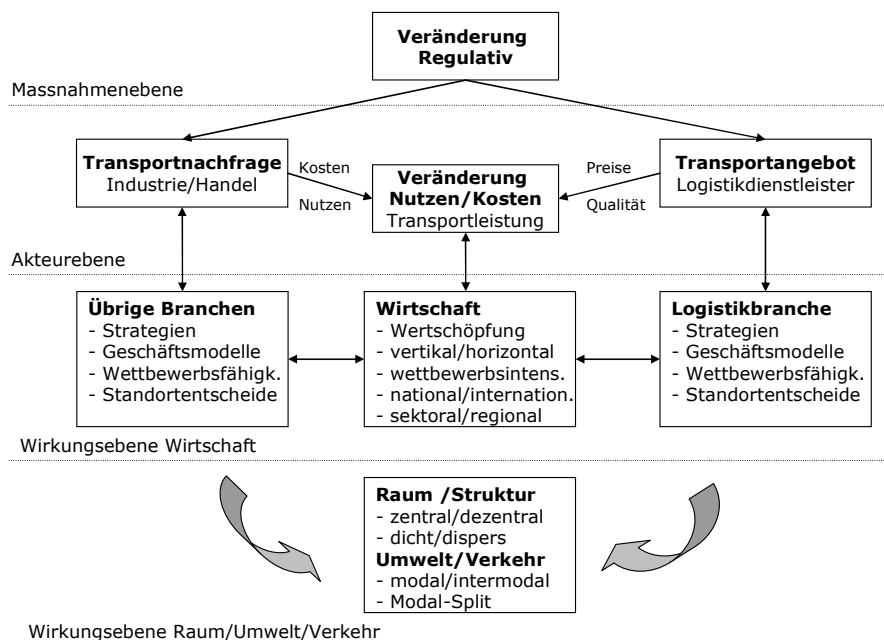 Veränderung
Regulativ
Massnahmenebene
Transportnachfrage
Industrie/Handel
Kosten
Nutzen
Veränderung
Nutzen/Kosten
Transportleistung
Preise
Qualität
Transportangebot
Logistikdienstleister
Akteurebene
Übrige Branchen
- Strategien
- Geschäftsmodelle
- Wettbewerbsfähigk.
- Standortentscheide
Wirtschaft
- Wertschöpfung
- vertikal/horizontal
- wettbewerbsintens.
- national/internation.
- sektoral/regional
Logistikbranche
- Strategien
- Geschäftsmodelle
- Wettbewerbsfähigk.
- Standortentscheide
Wirkungsebene Wirtschaft
Raum /Struktur
- zentral/dezentral
- dicht/dispers
Umwelt/Verkehr
- modal/intermodal
- Modal-Split
Wirkungsebene Raum/Umwelt/Verkehr